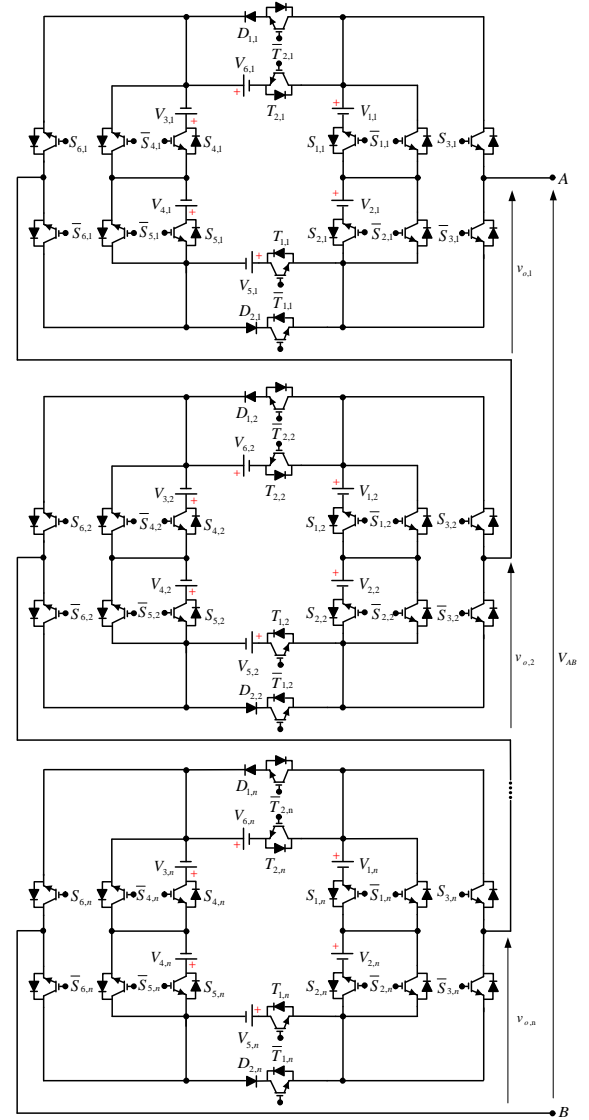 D1,1
T̅2,1
V6,1
+
T2,1
V3,1
+
V1,1
+
S6,1
S̅4,1
S4,1
S1,1
S̅1,1
S3,1
A
V4,1
+
V2,1
+
S̅6,1
S̅5,1
S5,1
S2,1
S̅2,1
S̅3,1
T1,1
+
V5,1
T̅1,1
D2,1
vo,1
D1,2
T̅2,2
V6,2
+
T2,2
V3,2
+
V1,2
+
S6,2
S̅4,2
S4,2
S1,2
S̅1,2
S3,2
V4,2
+
V2,2
+
S̅6,2
S̅5,2
S5,2
S2,2
S̅2,2
S̅3,2
T1,2
+
V5,2
T̅1,2
D2,2
vo,2
VAB
D1,n
T̅2,n
V6,n
+
T2,n
V3,n
+
V1,n
+
S6,n
S̅4,n
S4,n
S1,n
S̅1,n
S3,n
V4,n
+
V2,n
+
S̅6,n
S̅5,n
S5,n
S2,n
S̅2,n
S̅3,n
T1,n
+
V5,n
T̅1,n
D2,n
vo,n
B